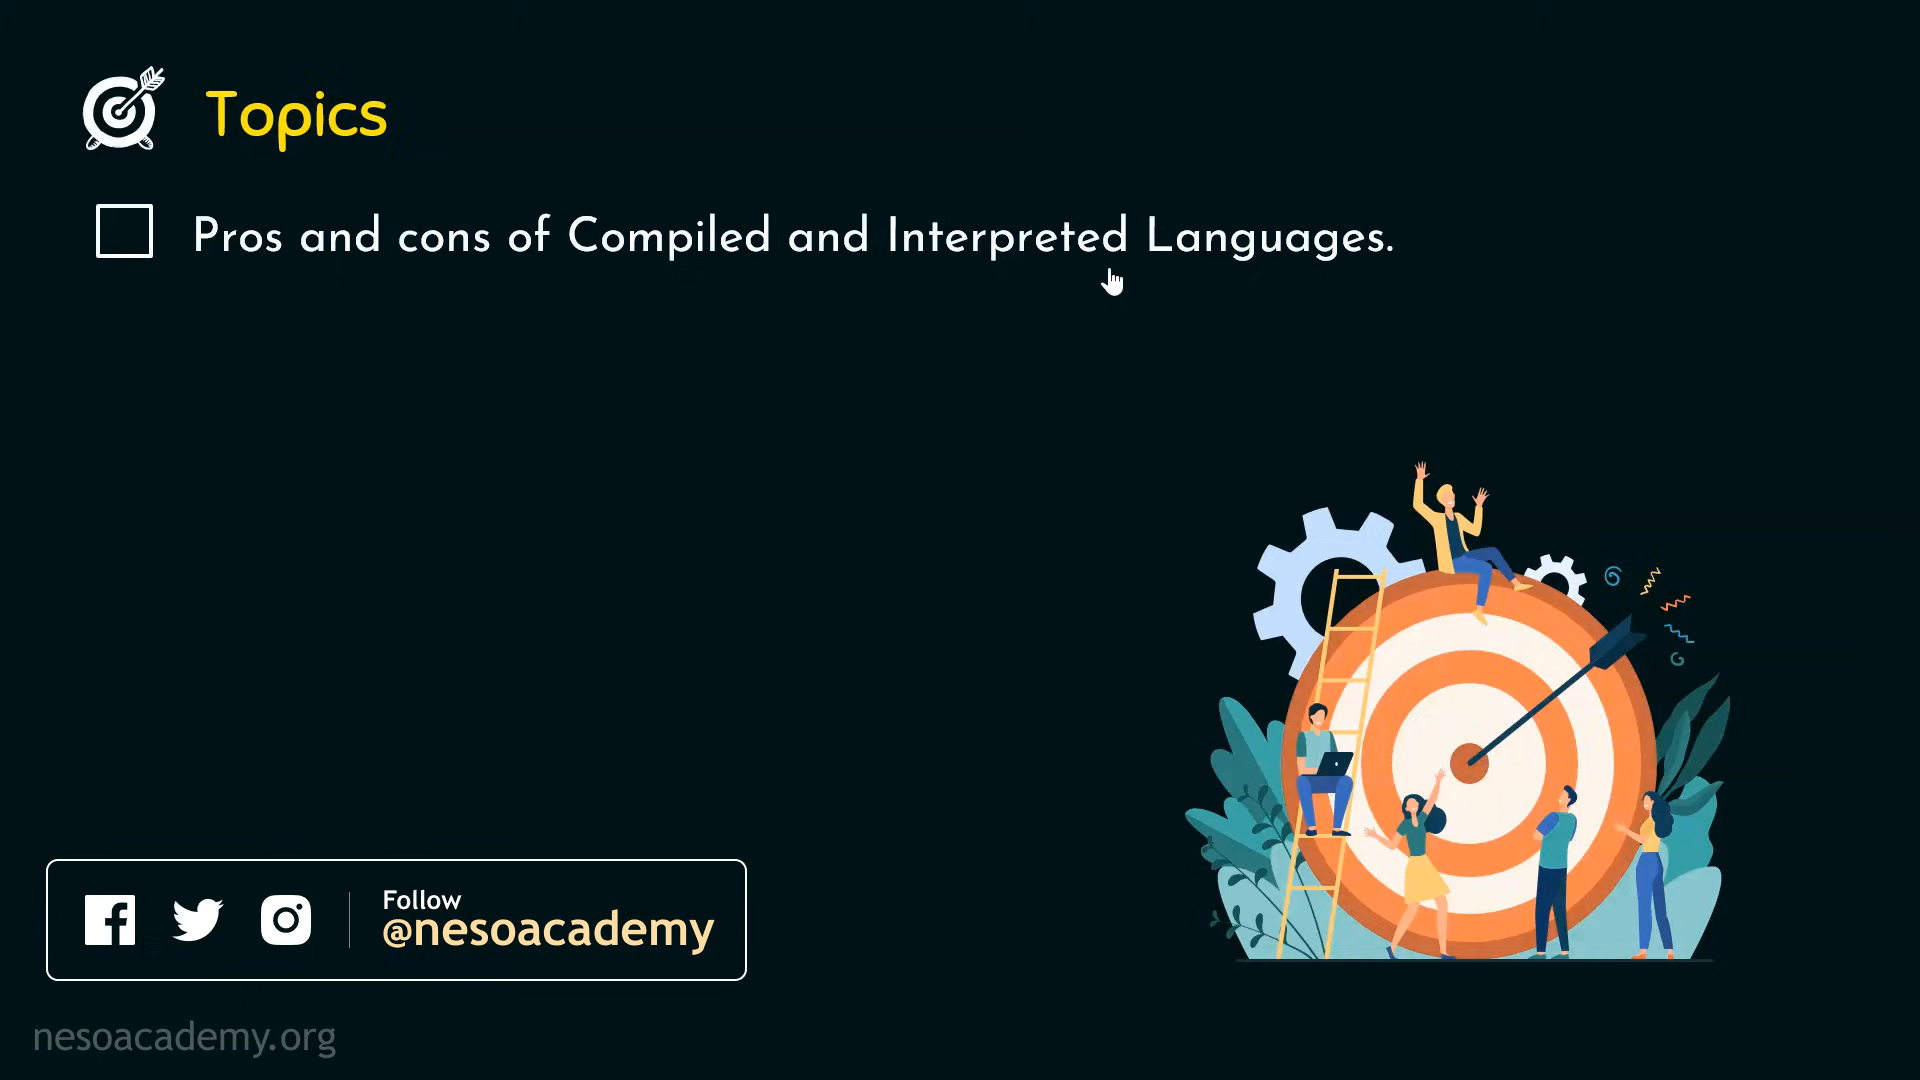 Topics
Pros and cons of Compiled and Interpreted Languages.
Follow
@nesoacademy
nesoacademy.org